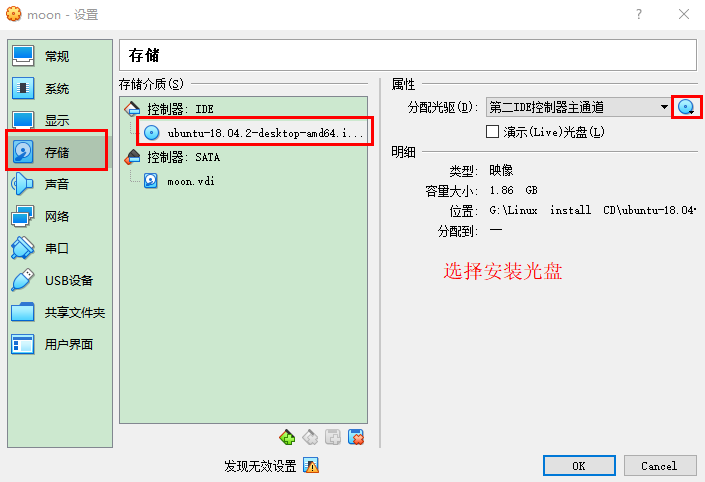 moon - 设置
常规
系统
显示
存储
声音
网络
串口
USB设备
共享文件夹
用户界面
存储
存储介质(S)
控制器: IDE
ubuntu-18.04.2-desktop-amd64.i...
控制器: SATA
moon.vdi
属性
分配光驱(D): 第二IDE控制器主通道
演示(Live)光盘(L)
明细
类型: 映像
容量大小: 1.86 GB
位置: G:\Linux install CD\ubuntu-18.04
分配到: —
选择安装光盘
发现无效设置
OK
Cancel